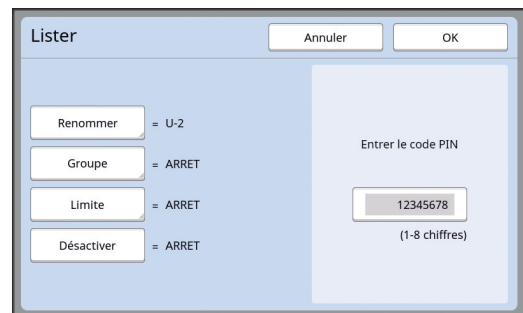 Lister
Annuler
OK
Renommer = U-2
Groupe = ARRET
Limite = ARRET
Désactiver = ARRET
Entrer le code PIN
12345678
(1-8 chiffres)